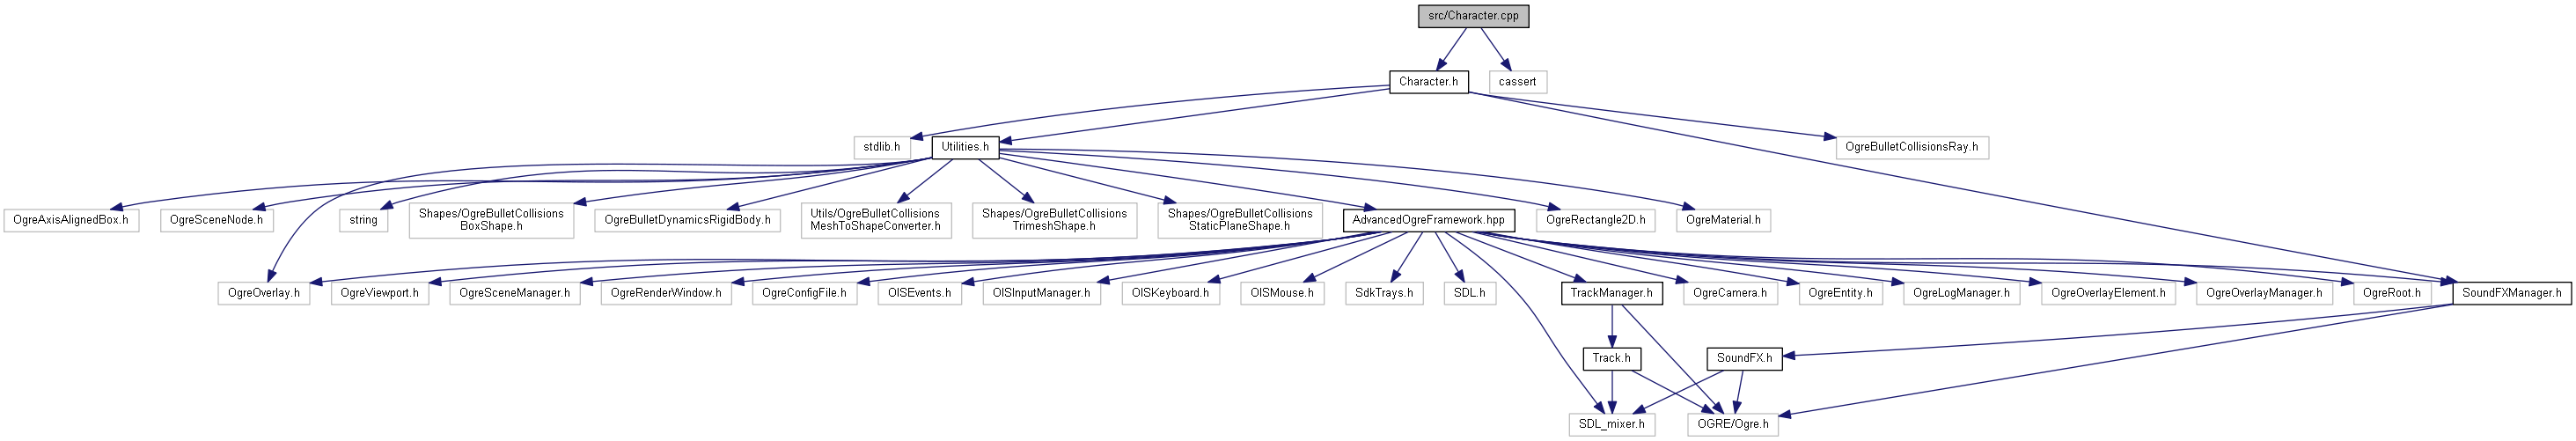 src/Character.cpp
Character.h
cassert
stdlib.h
Utilities.h
OgreBulletCollisionsRay.h
OgreAxisAlignedBox.h
OgreSceneNode.h
string
Shapes/OgreBulletCollisions
BoxShape.h
OgreBulletDynamicsRigidBody.h
Utils/OgreBulletCollisions
MeshToShapeConverter.h
Shapes/OgreBulletCollisions
TrimeshShape.h
Shapes/OgreBulletCollisions
StaticPlaneShape.h
AdvancedOgreFramework.hpp
OgreRectangle2D.h
OgreMaterial.h
OgreOverlay.h
OgreViewport.h
OgreSceneManager.h
OgreRenderWindow.h
OgreConfigFile.h
OISEvents.h
OISInputManager.h
OISKeyboard.h
OISMouse.h
SdkTrays.h
SDL.h
TrackManager.h
OgreCamera.h
OgreEntity.h
OgreLogManager.h
OgreOverlayElement.h
OgreOverlayManager.h
OgreRoot.h
SoundFXManager.h
Track.h
SoundFX.h
SDL_mixer.h
OGRE/Ogre.h